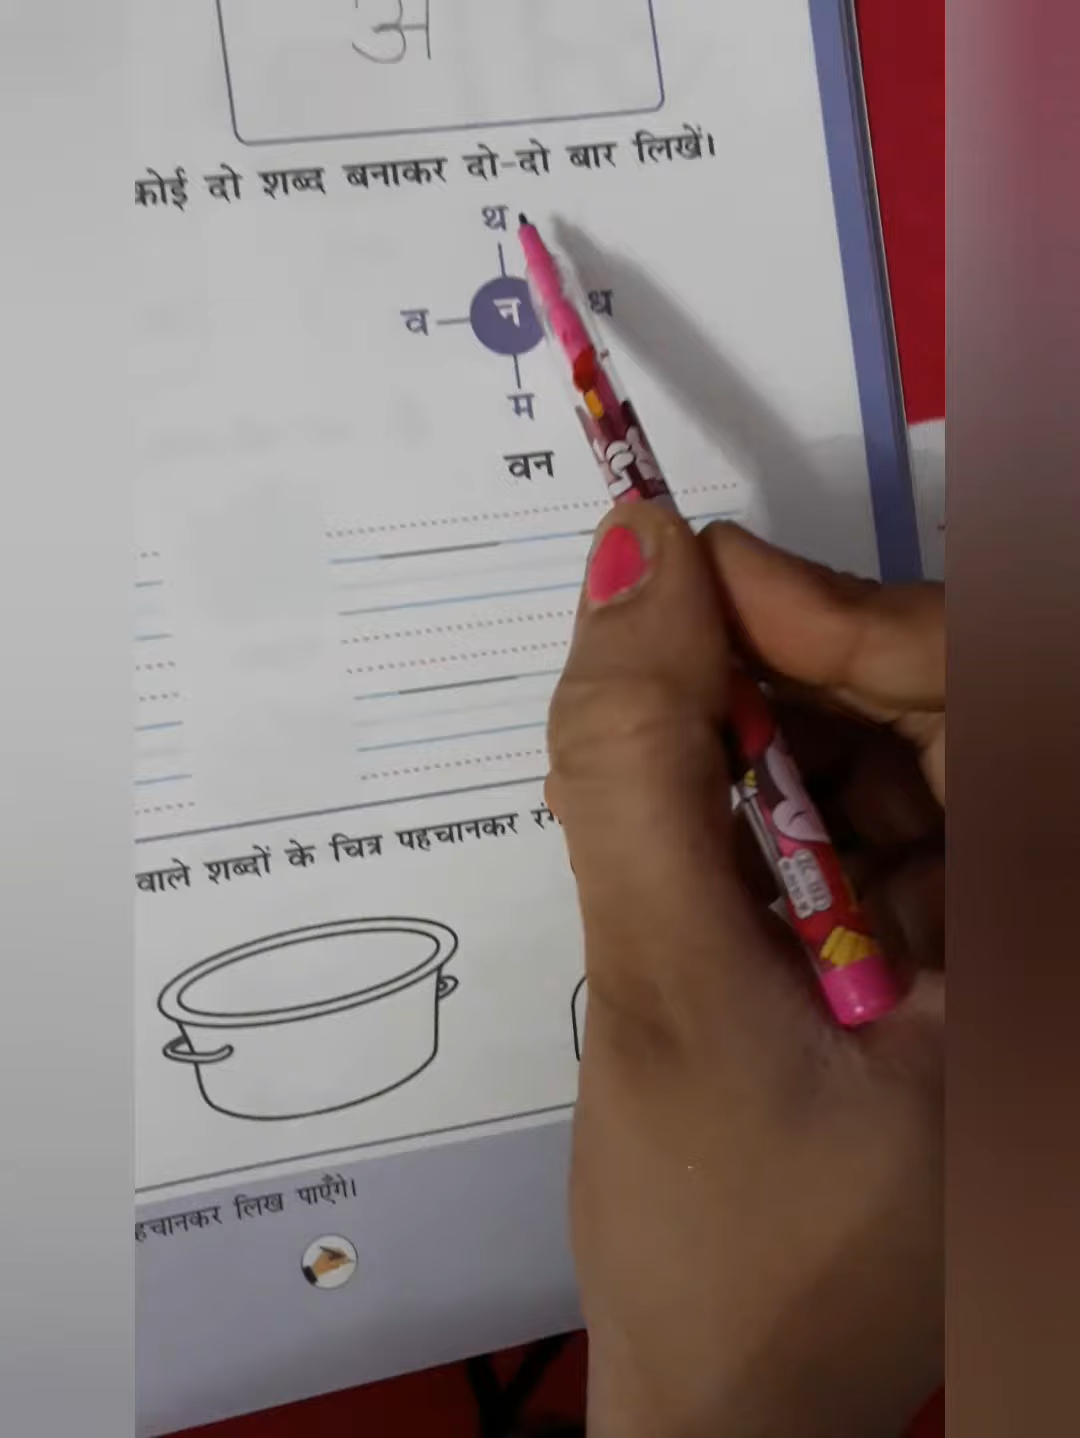 अ
कोई दो शब्द बनाकर दो-दो बार लिखें।
थ
व
न
ध
म
वन
वाले शब्दों के चित्र पहचानकर
हचानकर लिख पाएँगे।